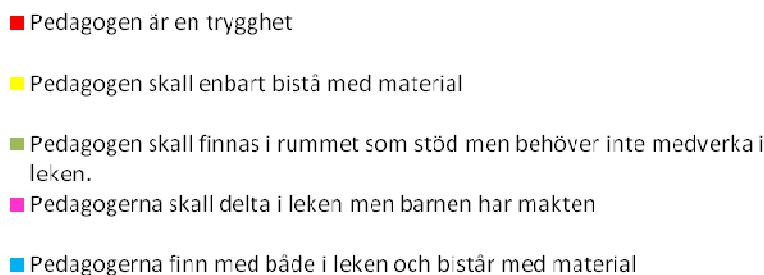 Pedagogen är en trygghet
Pedagogen skall enbart bistå med material
Pedagogen skall finnas i rummet som stöd men behöver inte medverka i
leken.
Pedagogerna skall delta i leken men barnen har makten
Pedagogerna finn med både i leken och bistår med material